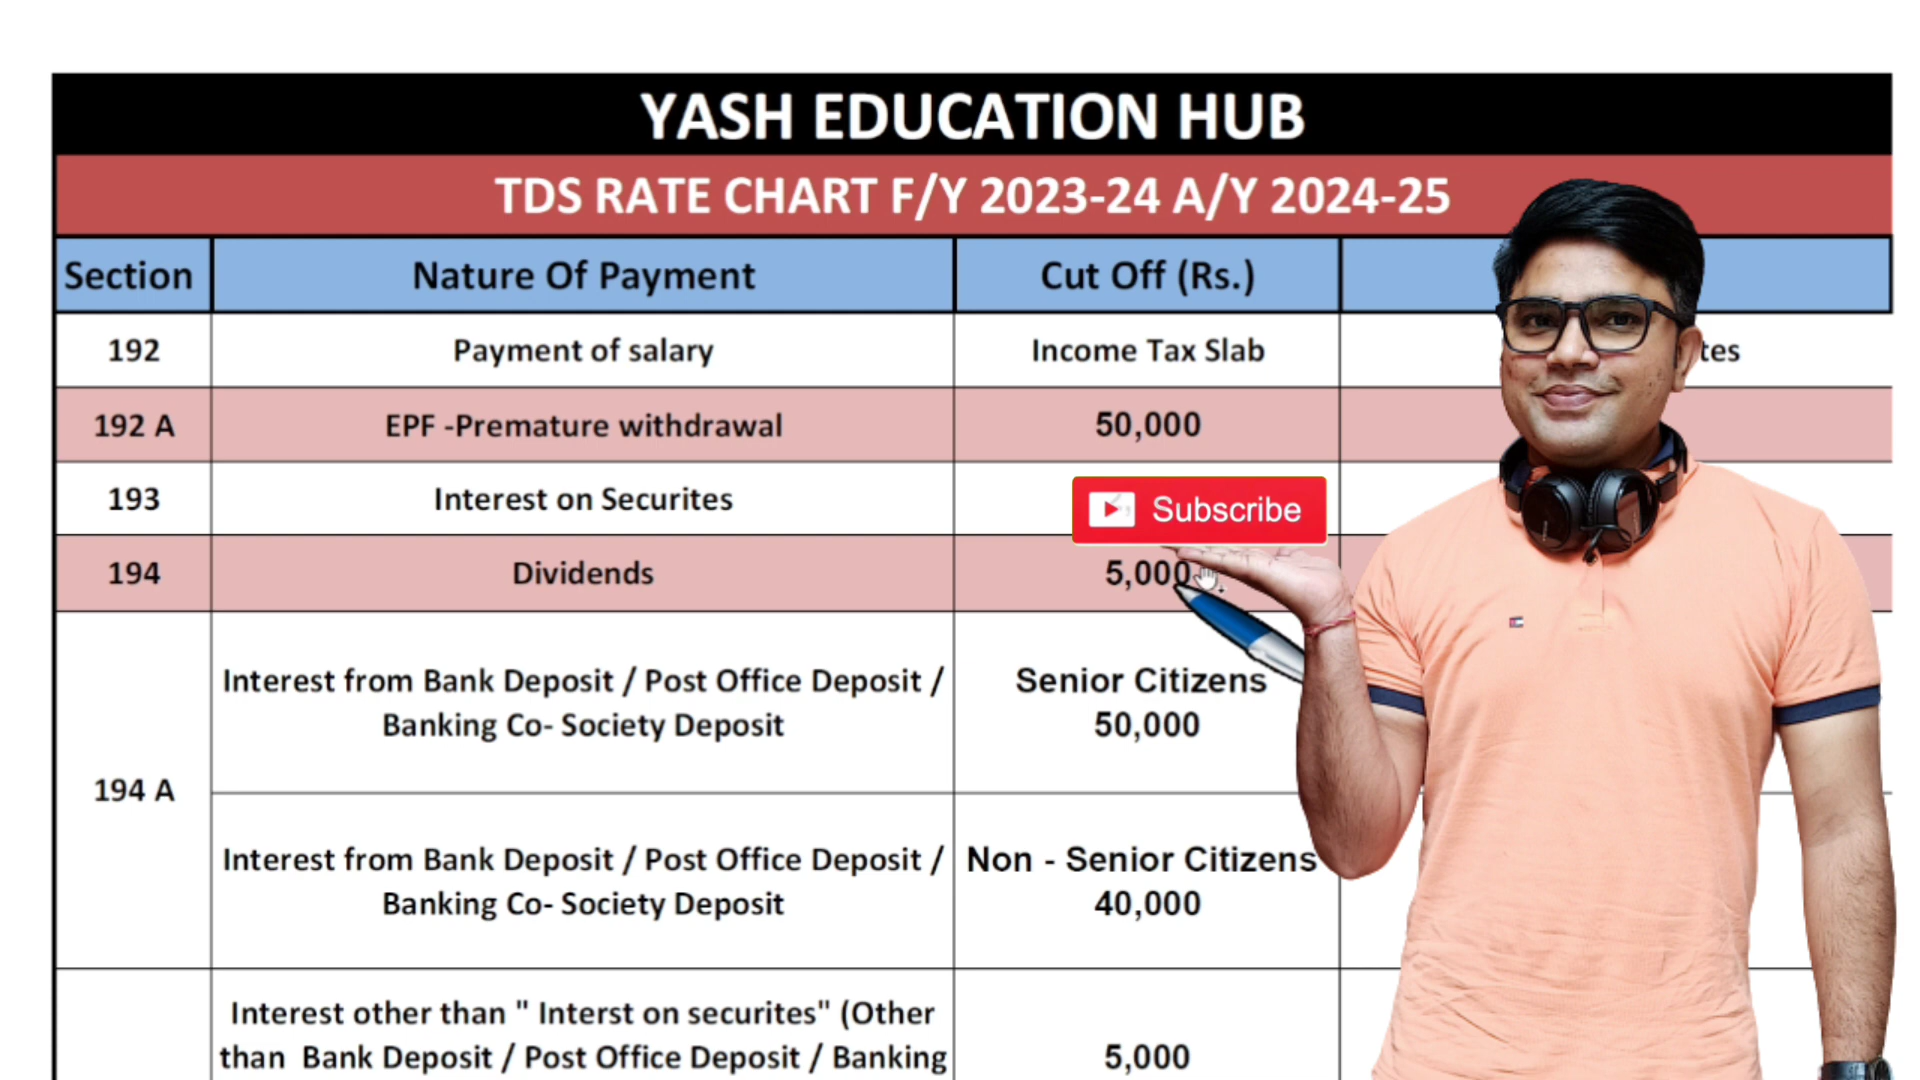 YASH EDUCATION HUB
TDS RATE CHART F/Y 2023-24 A/Y 2024-25
Section Nature Of Payment Cut Off (Rs.)
192 Payment of salary Income Tax Slab
192 A EPF -Premature withdrawal 50,000
193 Interest on Securites
Subscribe
194 Dividends 5,000
194 A
Interest from Bank Deposit / Post Office Deposit /
Banking Co- Society Deposit
Senior Citizens
50,000
Interest from Bank Deposit / Post Office Deposit /
Banking Co- Society Deposit
Non - Senior Citizens
40,000
Interest other than " Interst on securites" (Other
than Bank Deposit / Post Office Deposit / Banking
5,000